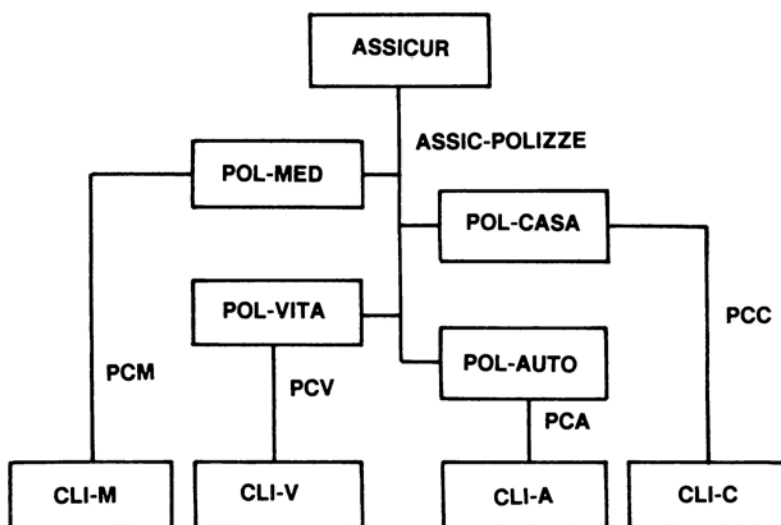 ASSICUR
ASSIC-POLIZZE
POL-MED
POL-CASA
POL-VITA
PCC
POL-AUTO
PCM
PCV
PCA
CLI-M
CLI-V
CLI-A
CLI-C